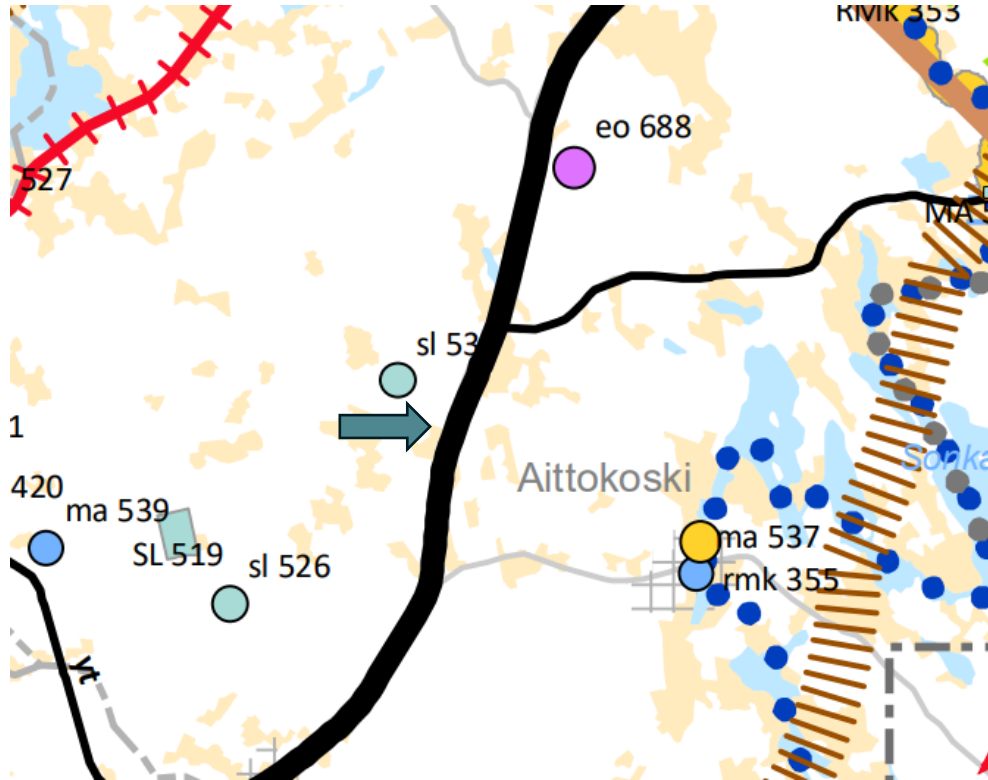 RMk 353
eo 688
527
MA
sl 53
1
Aittokoski
420
ma 539
SL 519
sl 526
ma 537
rmk 355
Sonka
yt